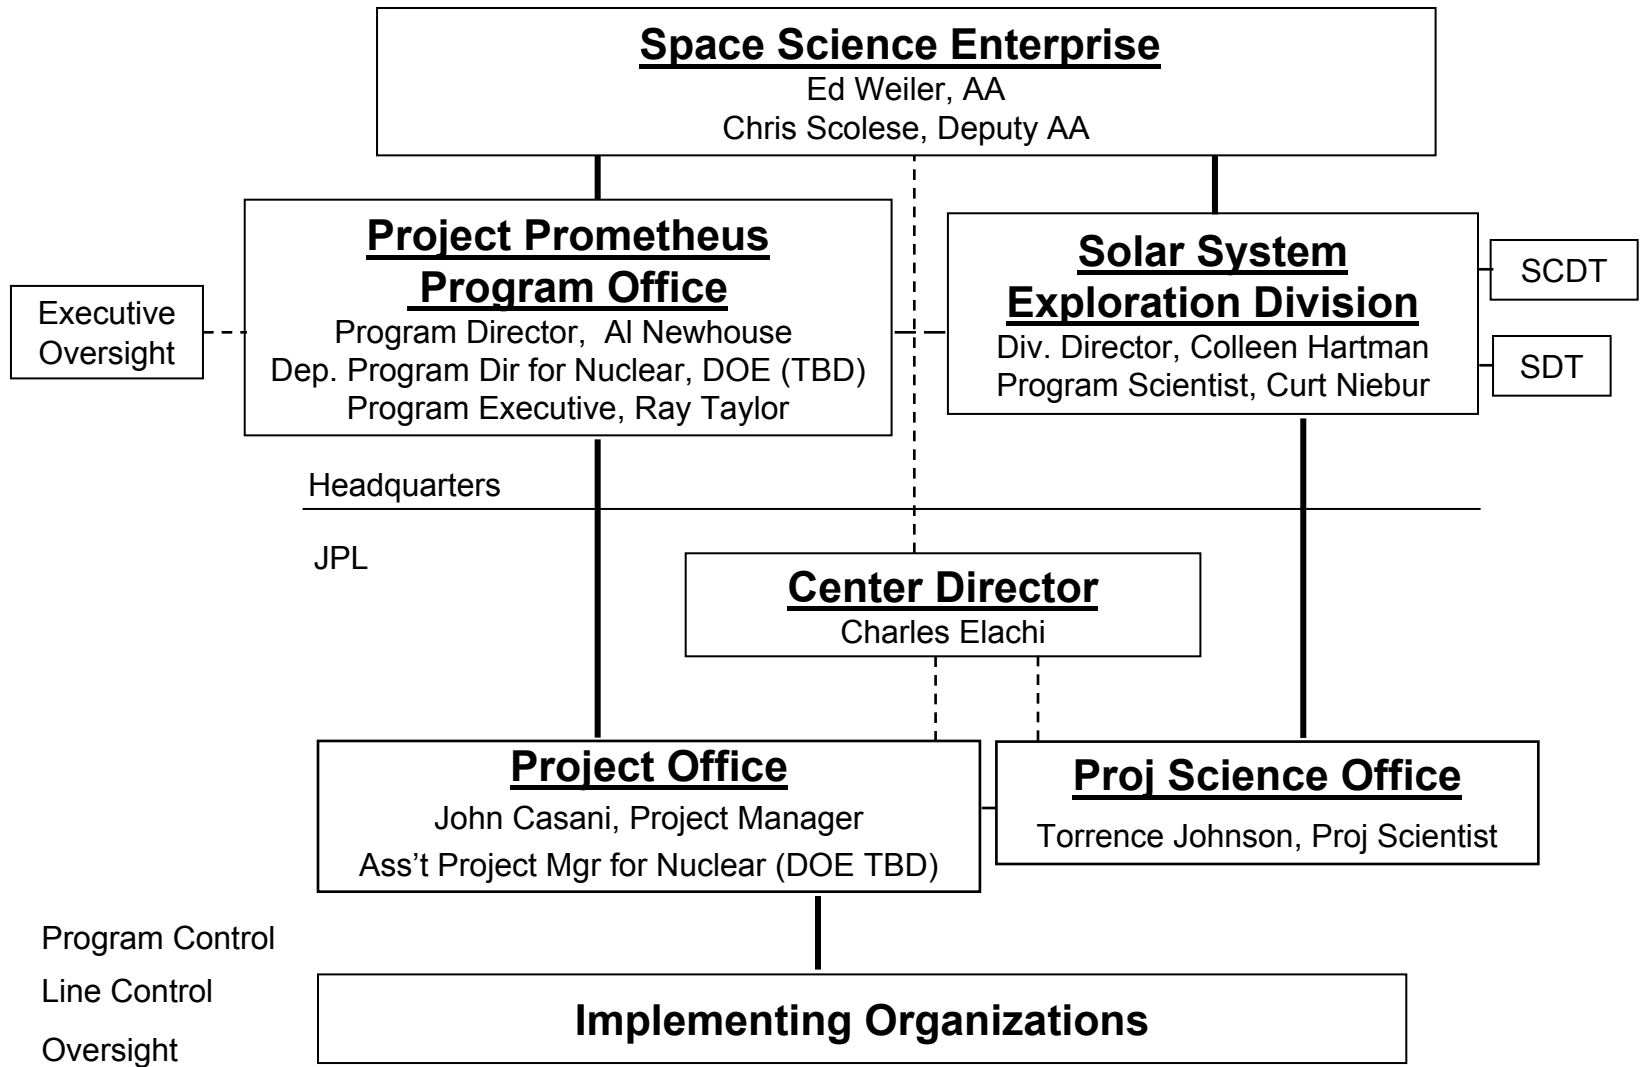 Space Science Enterprise
Ed Weiler, AA
Chris Scolese, Deputy AA
Project Prometheus
Program Office
Program Director, Al Newhouse
Dep. Program Dir for Nuclear, DOE (TBD)
Program Executive, Ray Taylor
Solar System
Exploration Division
Div. Director, Colleen Hartman
Program Scientist, Curt Niebur
SCDT
SDT
Executive
Oversight
Headquarters
JPL
Center Director
Charles Elachi
Project Office
John Casani, Project Manager
Ass’t Project Mgr for Nuclear (DOE TBD)
Proj Science Office
Torrence Johnson, Proj Scientist
Program Control
Line Control
Oversight
Implementing Organizations